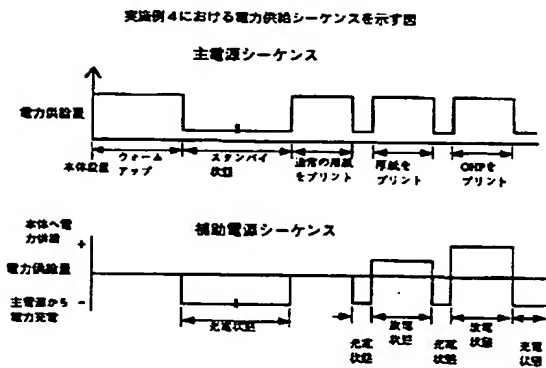 実施例4における電力供給シーケンスを示す図
主電源シーケンス
電力供給量
本体設置
ウォーム
アップ
スタンバイ
状態
通常の用紙
をプリント
厚紙を
プリント
OHPを
プリント
補助電源シーケンス
本体へ電
力供給
+
電力供給量
主電源から
電力充電
-
充電状態
充電
状態
放電
状態
充電
状態
放電
状態
充電
状態